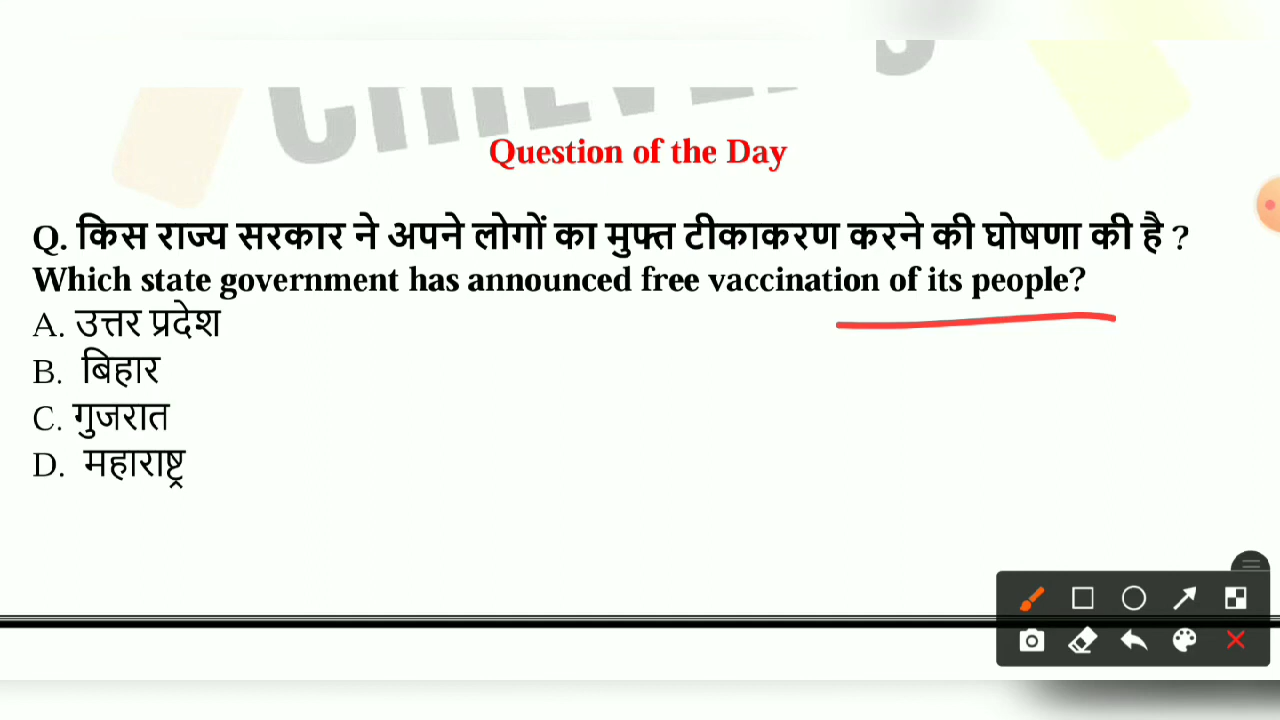 Question of the Day
Q. किस राज्य सरकार ने अपने लोगों का मुफ्त टीकाकरण करने की घोषणा की है ?
Which state government has announced free vaccination of its people?
A. उत्तर प्रदेश
B. बिहार
C. गुजरात
D. महाराष्ट्र